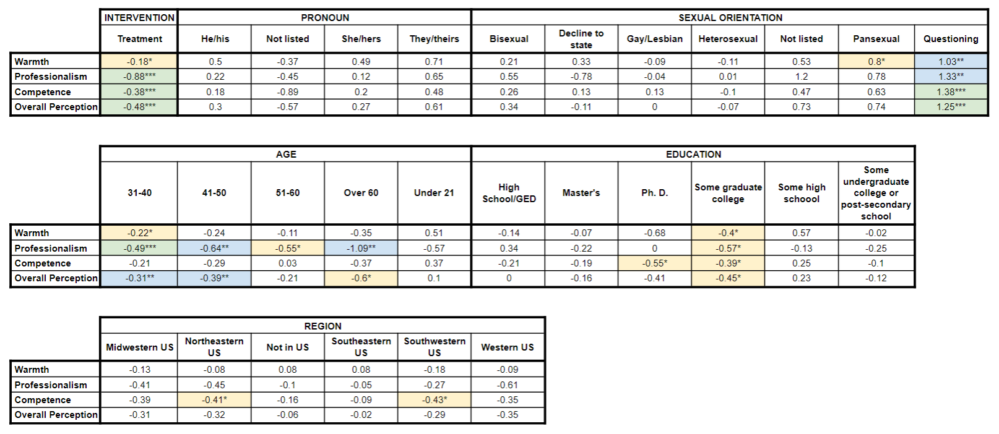 INTERVENTION PRONOUN SEXUAL ORIENTATION
Treatment He/his Not listed She/hers They/theirs Bisexual Decline to state Gay/Lesbian Heterosexual Not listed Pansexual Questioning
Warmth -0.18* 0.5 -0.37 0.49 0.71 0.21 0.33 -0.09 -0.11 0.53 0.8* 1.03**
Professionalism -0.88*** 0.22 -0.45 0.12 0.65 0.55 -0.78 -0.04 0.01 1.2 0.78 1.33**
Competence -0.38*** 0.18 -0.89 0.2 0.48 0.26 0.13 0.13 -0.1 0.47 0.63 1.38***
Overall Perception -0.48*** 0.3 -0.57 0.27 0.61 0.34 -0.11 0 -0.07 0.73 0.74 1.25***
AGE EDUCATION
31-40 41-50 51-60 Over 60 Under 21 High School/GED Master's Ph. D. Some graduate college Some high schoool Some undergraduate college or post-secondary school
Warmth -0.22* -0.24 -0.11 -0.35 0.51 -0.14 -0.07 -0.68 -0.4* 0.57 -0.02
Professionalism -0.49*** -0.64** -0.55* -1.09** -0.57 0.34 -0.22 0 -0.57* -0.13 -0.25
Competence -0.21 -0.29 0.03 -0.37 0.37 -0.21 -0.19 -0.55* -0.39* 0.25 -0.1
Overall Perception -0.31** -0.39** -0.21 -0.6* 0.1 0 -0.16 -0.41 -0.45* 0.23 -0.12
REGION
Midwestern US Northeastern US Not in US Southeastern US Southwestern US Western US
Warmth -0.13 -0.08 0.08 0.08 -0.18 -0.09
Professionalism -0.41 -0.45 -0.1 -0.05 -0.27 -0.61
Competence -0.39 -0.41* -0.16 -0.09 -0.43* -0.35
Overall Perception -0.31 -0.32 -0.06 -0.02 -0.29 -0.35